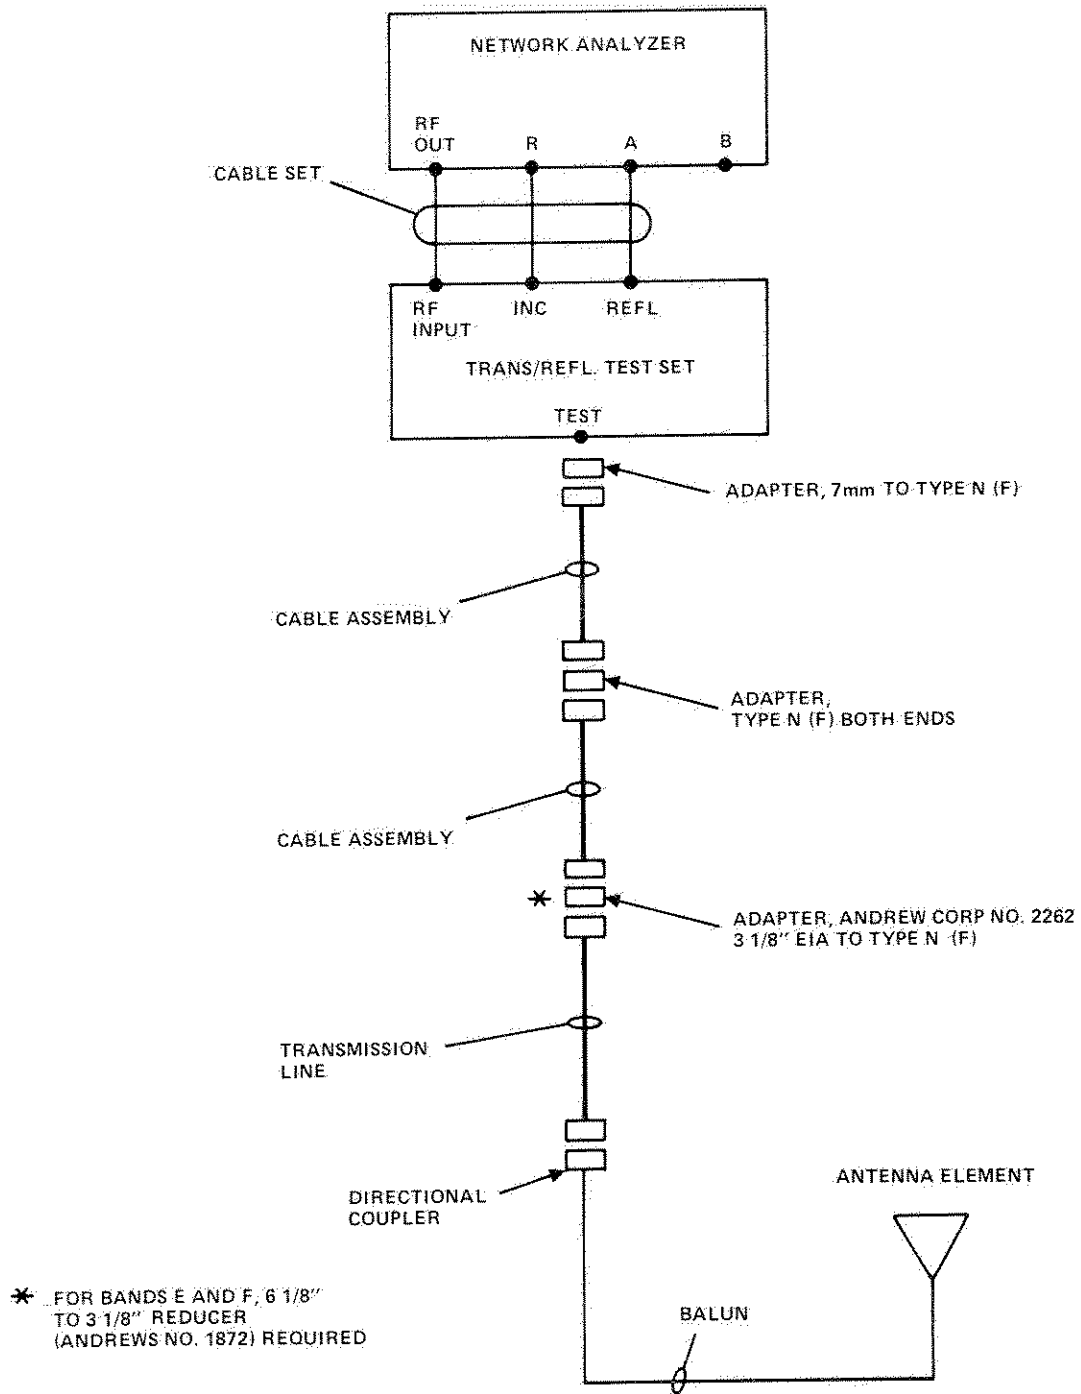 NETWORK ANALYZER
RF
OUT
R
A
B
CABLE SET
RF
INPUT
INC
REFL
TRANS/REFL. TEST SET
TEST
ADAPTER, 7mm TO TYPE N (F)
CABLE ASSEMBLY
ADAPTER,
TYPE N (F) BOTH ENDS
CABLE ASSEMBLY
* ADAPTER, ANDREW CORP NO. 2262
3 1/8" EIA TO TYPE N (F)
TRANSMISSION
LINE
DIRECTIONAL
COUPLER
ANTENNA ELEMENT
BALUN
* FOR BANDS E AND F, 6 1/8"
TO 3 1/8" REDUCER
(ANDREWS NO. 1872) REQUIRED